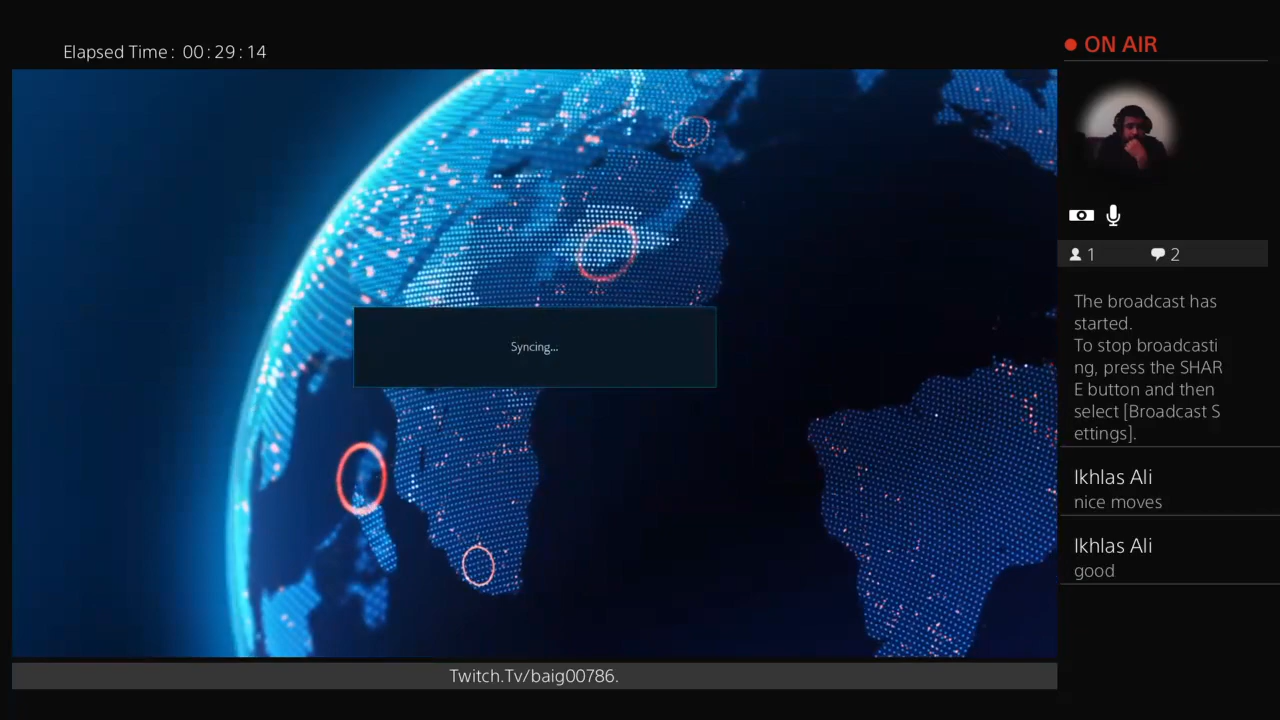 Elapsed Time: 00:29:14
ON AIR
1 2
The broadcast has
started.
To stop broadcasti
ng, press the SHAR
E button and then
select [Broadcast S
ettings].
Ikhlas Ali
nice moves
Ikhlas Ali
good
Syncing...
Twitch.Tv/baig00786.